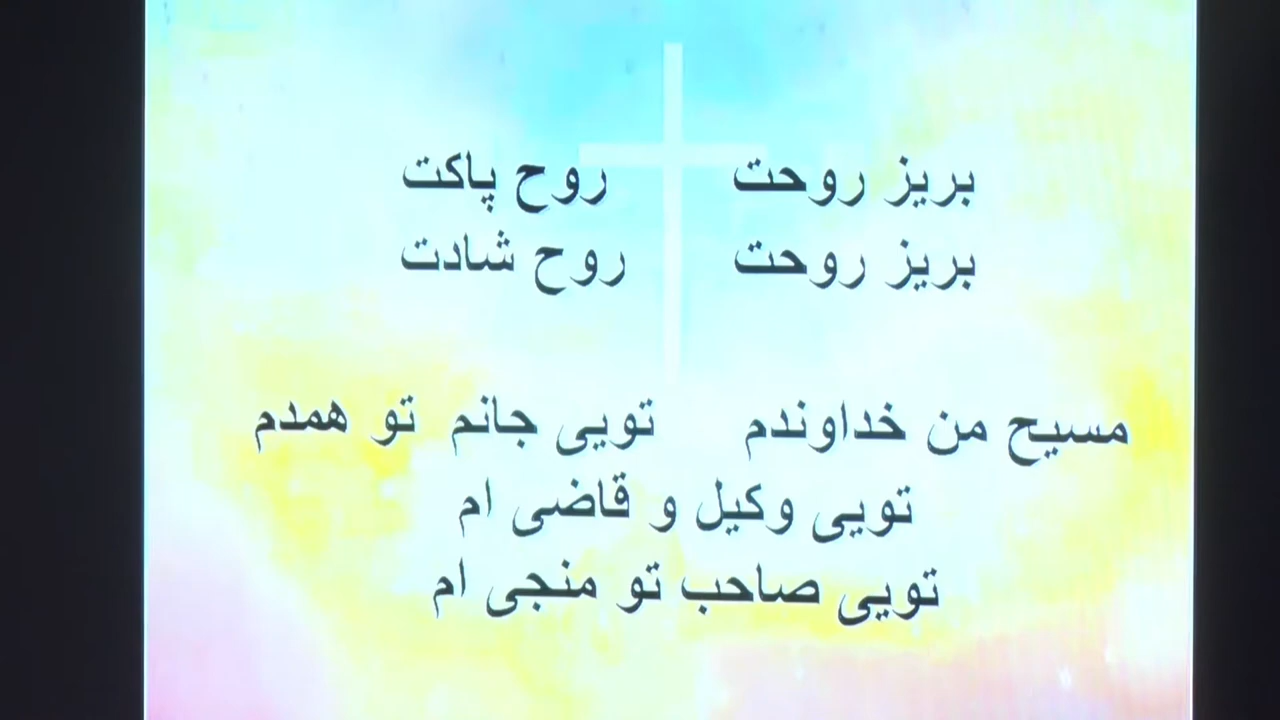 بریز روحت روح پاکت
بریز روحت روح شادت
مسیح من خداوندم تویی جانم تو همدم
تویی وکیل و قاضی ام
تویی صاحب تو منجی ام